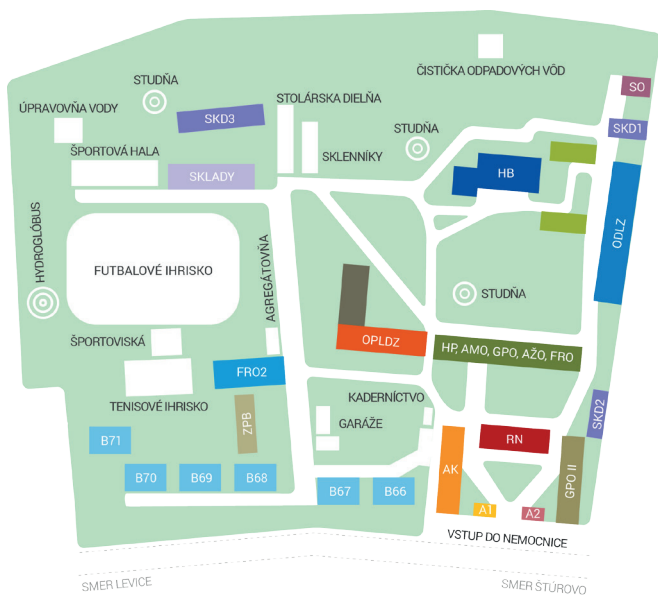 ČISTIČKA ODPADOVÝCH VÔD
STUDŇA
SO
ÚPRAVOVŇA VODY
SKD3
STOLÁRSKA DIELŇA
STUDŇA
SKD1
ŠPORTOVÁ HALA
SKLENNÍKY
SKLADY
HB
ODLZ
HYDROGLÓBUS
FUTBALOVÉ IHRISKO
AGREGÁTOVŇA
STUDŇA
ŠPORTOVISKÁ
OPLDZ
HP, AMO, GPO, AŽO, FRO
FRO2
TENISOVÉ IHRISKO
ZPB
KADERNÍCTVO
GARÁŽE
SKD2
B71
RN
AK
GPO II
B70
B69
B68
B67
B66
A1
A2
VSTUP DO NEMOCNICE
SMER LEVICE
SMER ŠTÚROVO